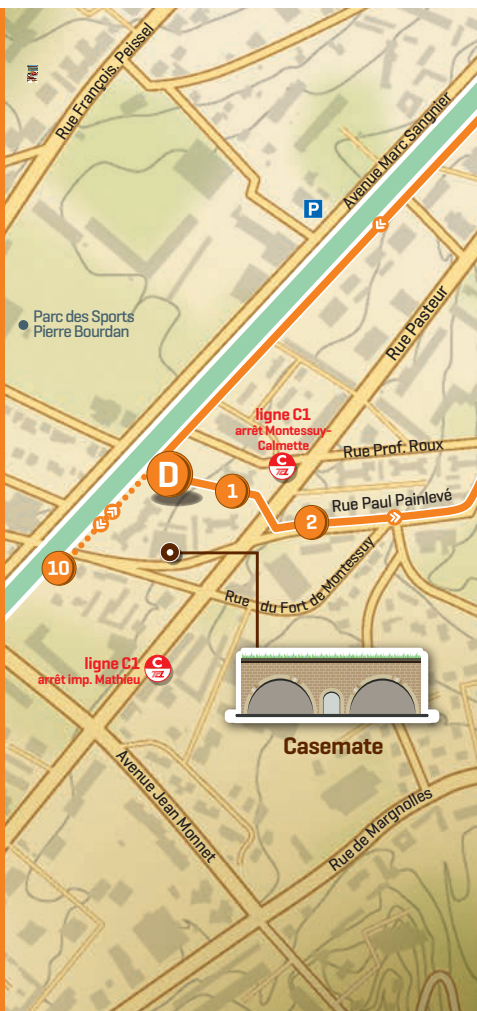 Rue François Peissel
Avenue Marc Sangnier
P
Rue Pasteur
Parc des Sports
Pierre Bourdan
ligne C1
arrêt Montessuy-
Calmette
C
Rue Prof. Roux
D
1
Rue Paul Painlevé
2
10
Rue du Fort de Montessuy
ligne C1
arrêt imp. Mathieu
C
Casemate
Avenue Jean Monnet
Rue de Margnolles